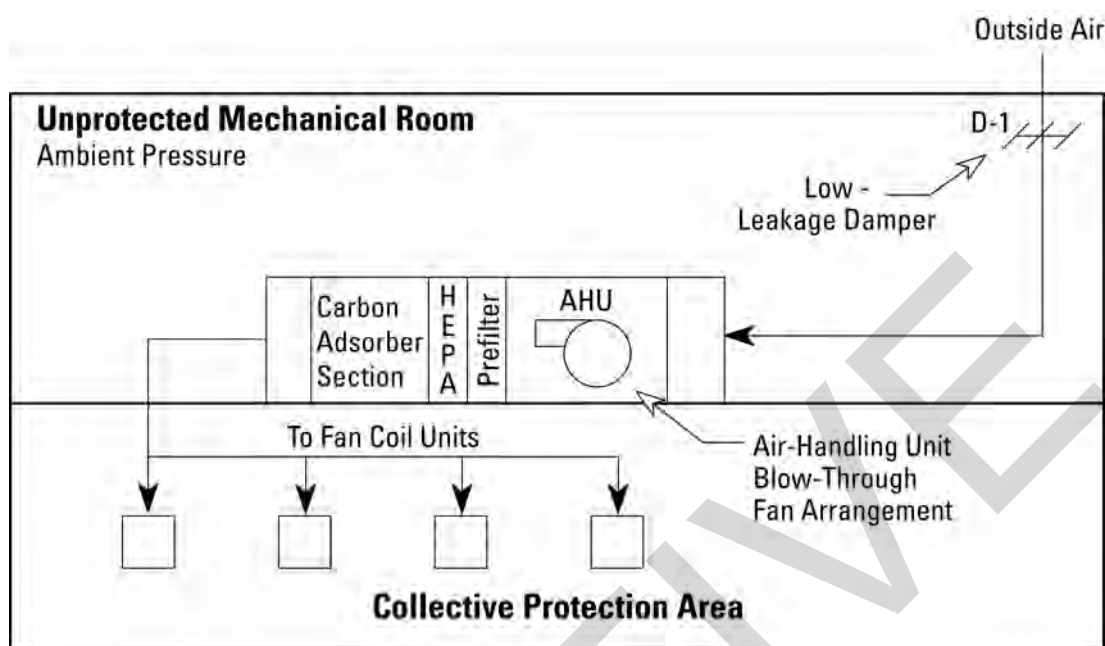 Outside Air
Unprotected Mechanical Room
Ambient Pressure
D-1
Low -
Leakage Damper
Carbon
Adsorber
Section
HEPA
Prefilter
AHU
To Fan Coil Units
Air-Handling Unit
Blow-Through
Fan Arrangement
Collective Protection Area